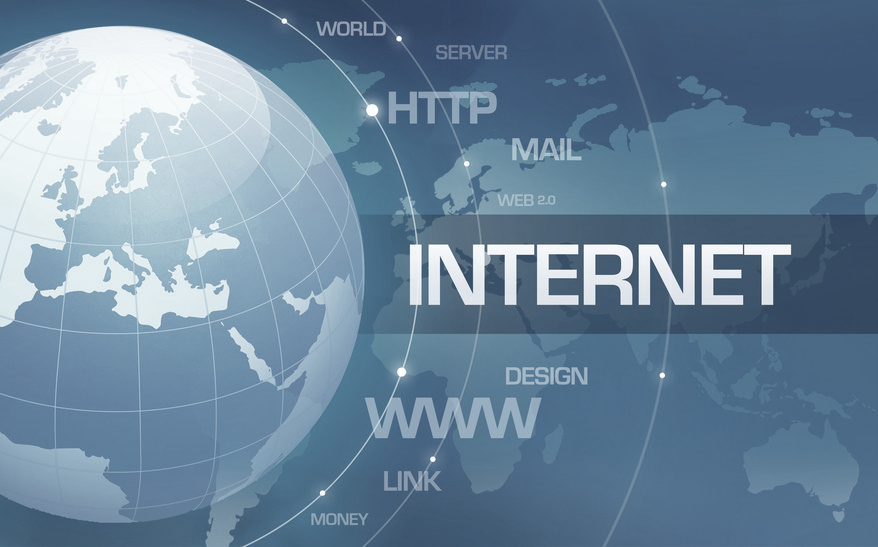 WORLD
SERVER
HTTP
MAIL
WEB 2.0
INTERNET
DESIGN
WWW
LINK
MONEY